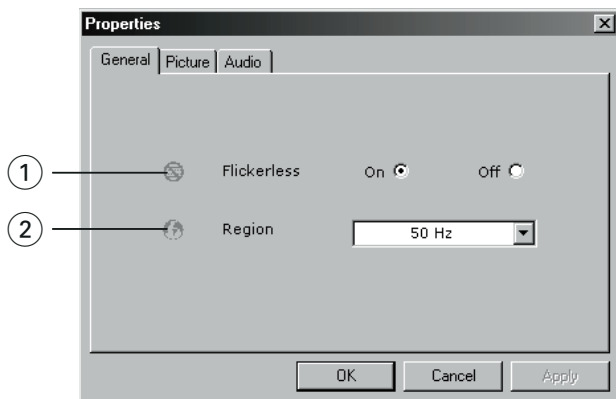 Properties
General Picture Audio
1 Flickerless On Off
2 Region 50 Hz
OK Cancel Apply